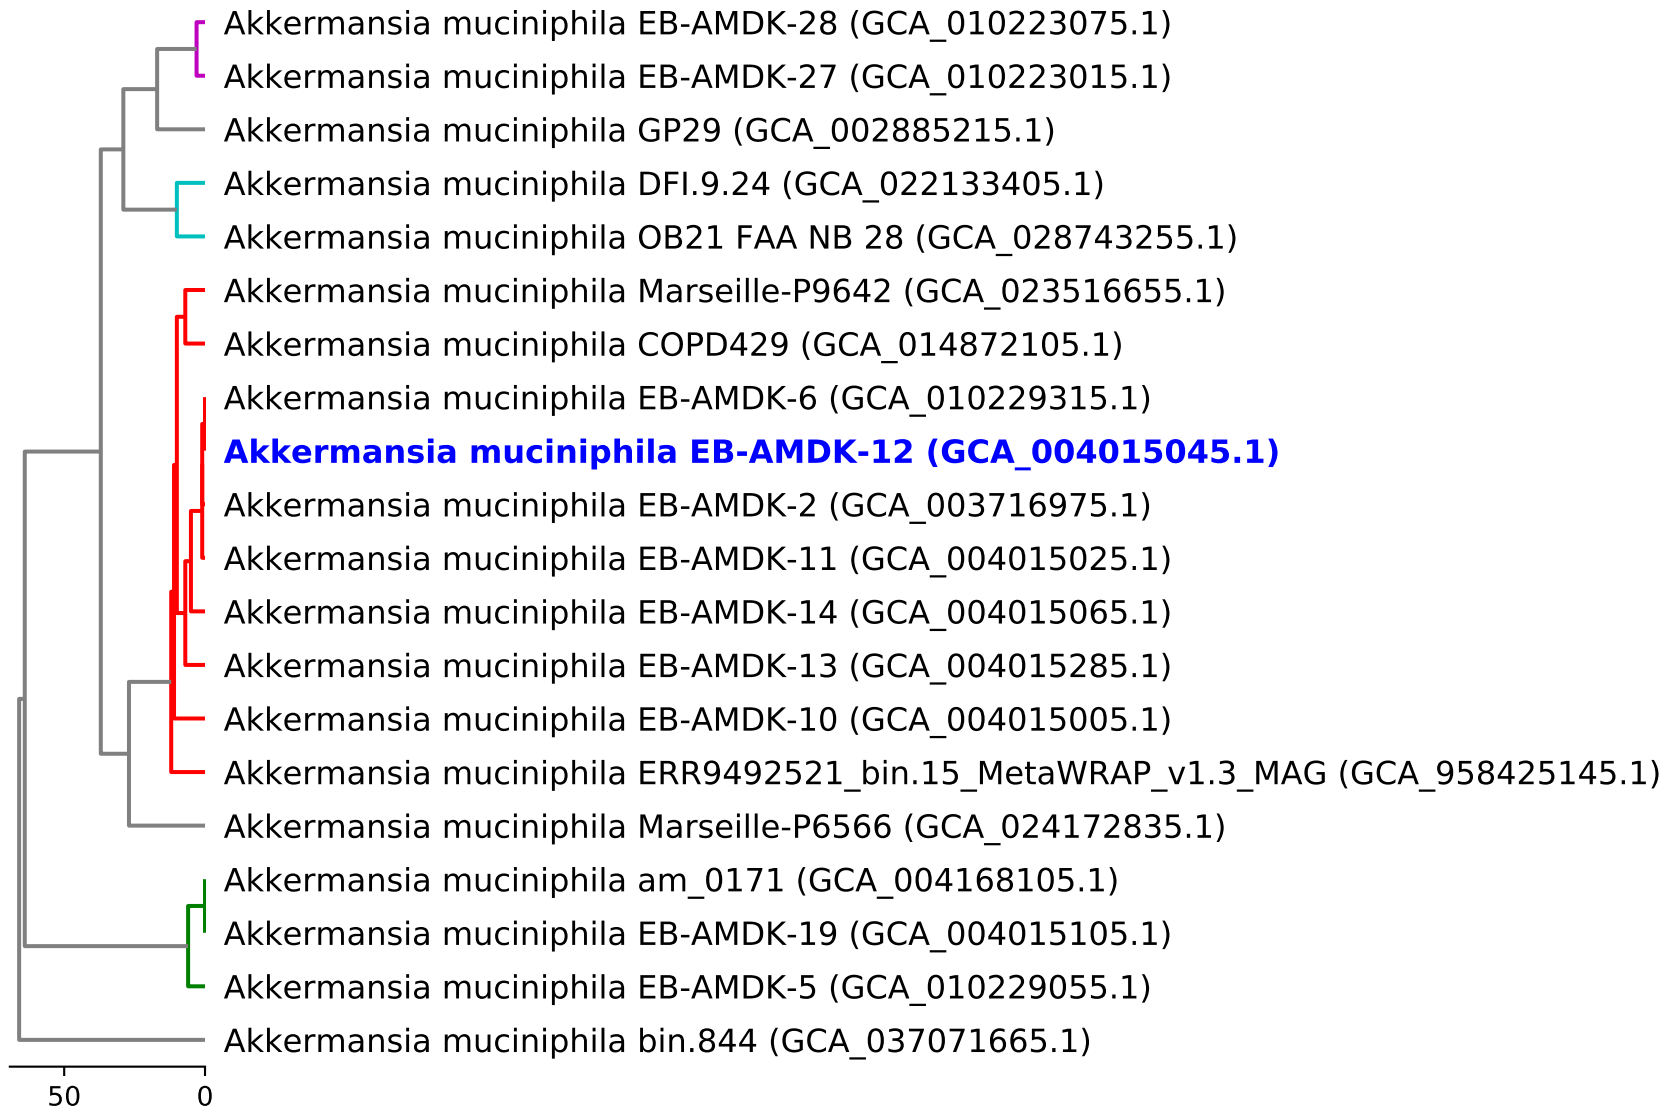 Akkermansia muciniphila EB-AMDK-28 (GCA_010223075.1)
Akkermansia muciniphila EB-AMDK-27 (GCA_010223015.1)
Akkermansia muciniphila GP29 (GCA_002885215.1)
Akkermansia muciniphila DFI.9.24 (GCA_022133405.1)
Akkermansia muciniphila OB21 FAA NB 28 (GCA_028743255.1)
Akkermansia muciniphila Marseille-P9642 (GCA_023516655.1)
Akkermansia muciniphila COPD429 (GCA_014872105.1)
Akkermansia muciniphila EB-AMDK-6 (GCA_010229315.1)
Akkermansia muciniphila EB-AMDK-12 (GCA_004015045.1)
Akkermansia muciniphila EB-AMDK-2 (GCA_003716975.1)
Akkermansia muciniphila EB-AMDK-11 (GCA_004015025.1)
Akkermansia muciniphila EB-AMDK-14 (GCA_004015065.1)
Akkermansia muciniphila EB-AMDK-13 (GCA_004015285.1)
Akkermansia muciniphila EB-AMDK-10 (GCA_004015005.1)
Akkermansia muciniphila ERR9492521_bin.15_MetaWRAP_v1.3_MAG (GCA_958425145.1)
Akkermansia muciniphila Marseille-P6566 (GCA_024172835.1)
Akkermansia muciniphila am_0171 (GCA_004168105.1)
Akkermansia muciniphila EB-AMDK-19 (GCA_004015105.1)
Akkermansia muciniphila EB-AMDK-5 (GCA_010229055.1)
Akkermansia muciniphila bin.844 (GCA_037071665.1)
50 0